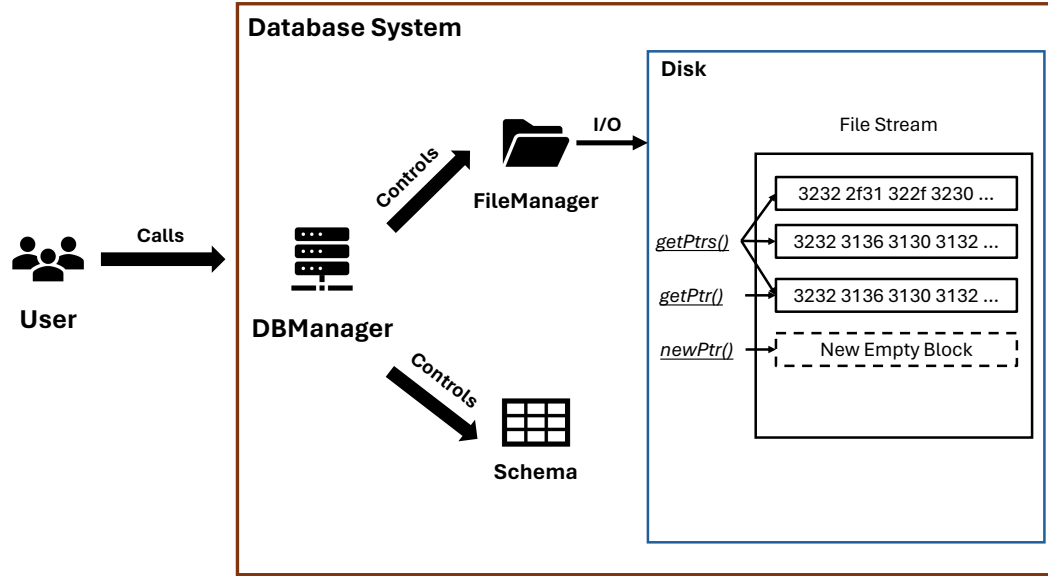 Database System
Disk
I/O
File Stream
Controls
FileManager
3232 2f31 322f 3230 ...
getPtrs()
3232 3136 3130 3132 ...
Calls
getPtr()
3232 3136 3130 3132 ...
User
DBManager
newPtr()
New Empty Block
Controls
Schema